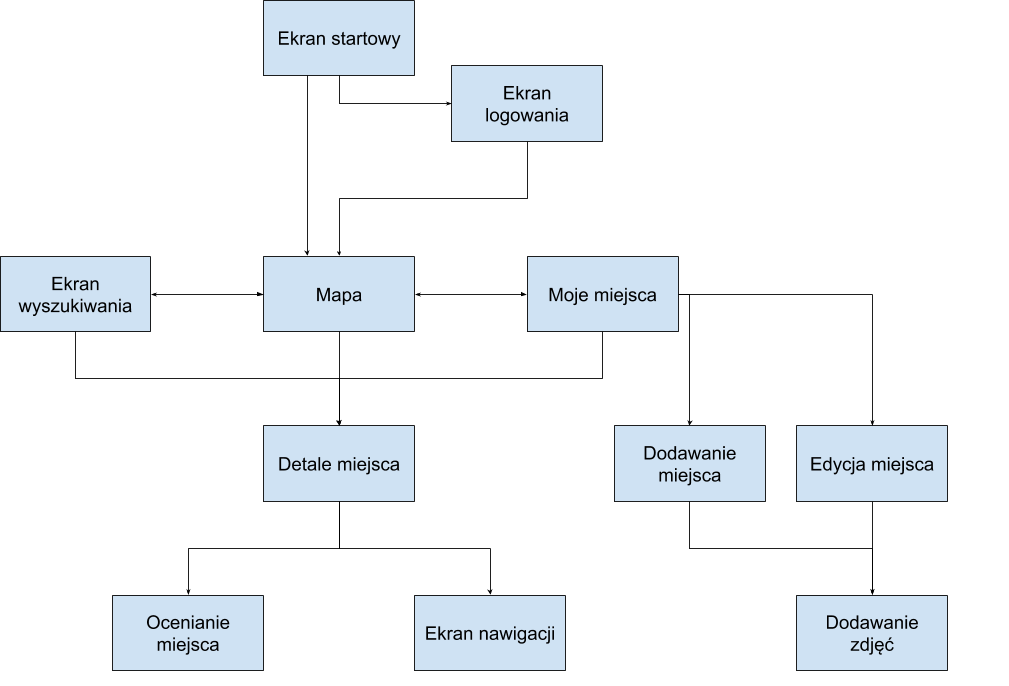 Ekran startowy
Ekran
logowania
Ekran
wyszukiwania
Mapa
Moje miejsca
Detale miejsca
Dodawanie
miejsca
Edycja miejsca
Ocenianie
miejsca
Ekran nawigacji
Dodawanie
zdjęć